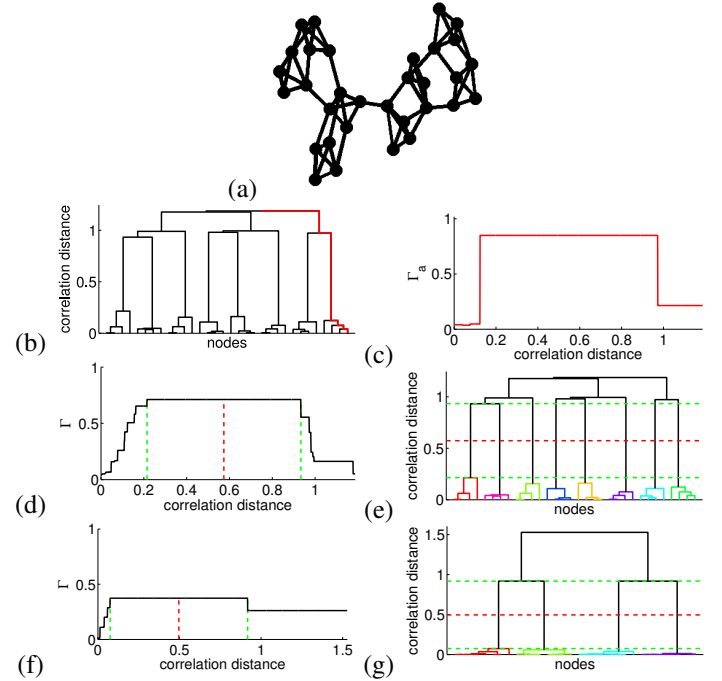 (a)
correlation distance
1
0.5
0
nodes
(b)
Γa
1
0.5
0
0 0.2 0.4 0.6 0.8 1
correlation distance
(c)
Γ
1
0.5
0
0 0.2 0.4 0.6 0.8 1
correlation distance
(d)
correlation distance
1
0.5
0
nodes
(e)
Γ
1
0.5
0
0 0.5 1 1.5
correlation distance
(f)
correlation distance
1.5
1
0.5
0
nodes
(g)